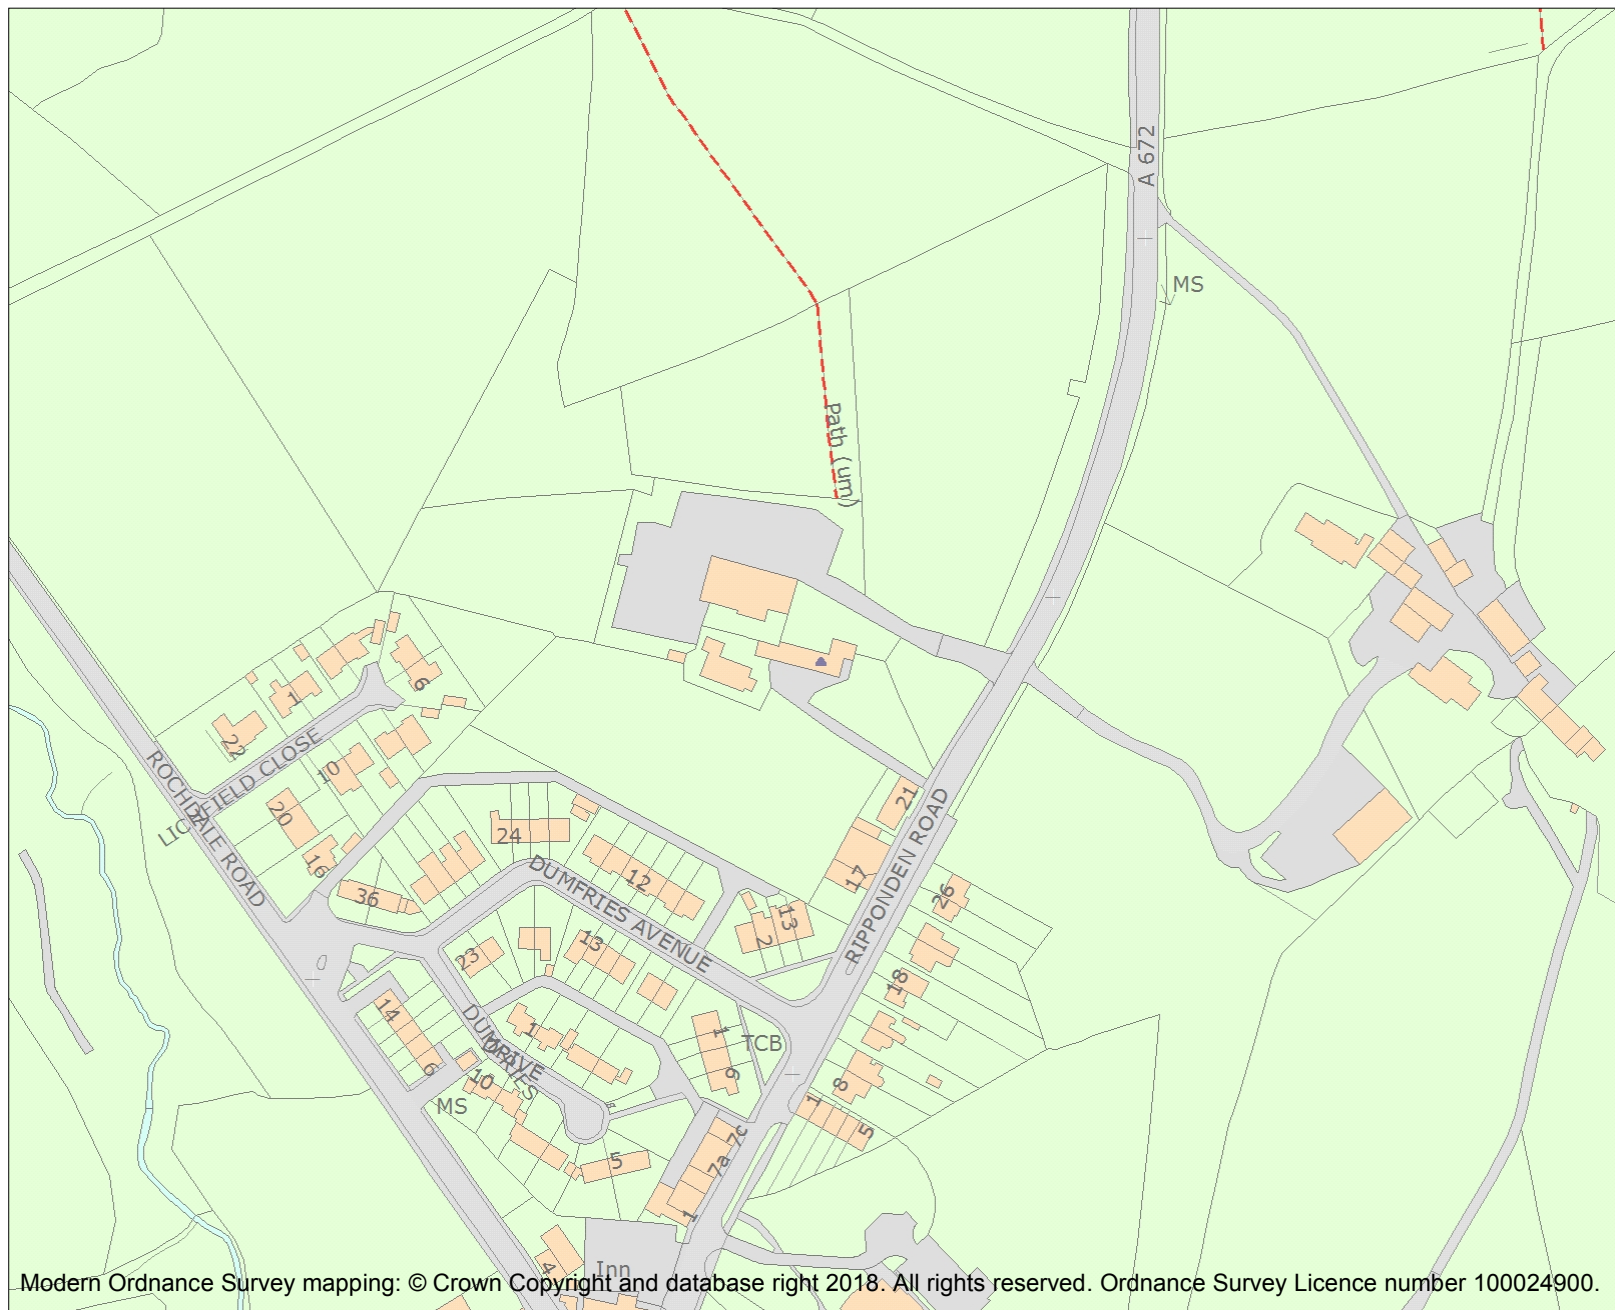 A 672
MS
Path (um)
6
1
22
LICHFIELD CLOSE
10
ROCHDALE ROAD
20
16
24
21
12
17
36
DUMFRIES AVENUE
RIPPONDEN ROAD
26
13
2
13
23
18
14
1
DUMFRIES
DRIVE
1
TCB
9
6
10
8
MS
1
5
7c
7a
5
1
4
Inn
Modern Ordnance Survey mapping: © Crown Copyright and database right 2018. All rights reserved. Ordnance Survey Licence number 100024900.